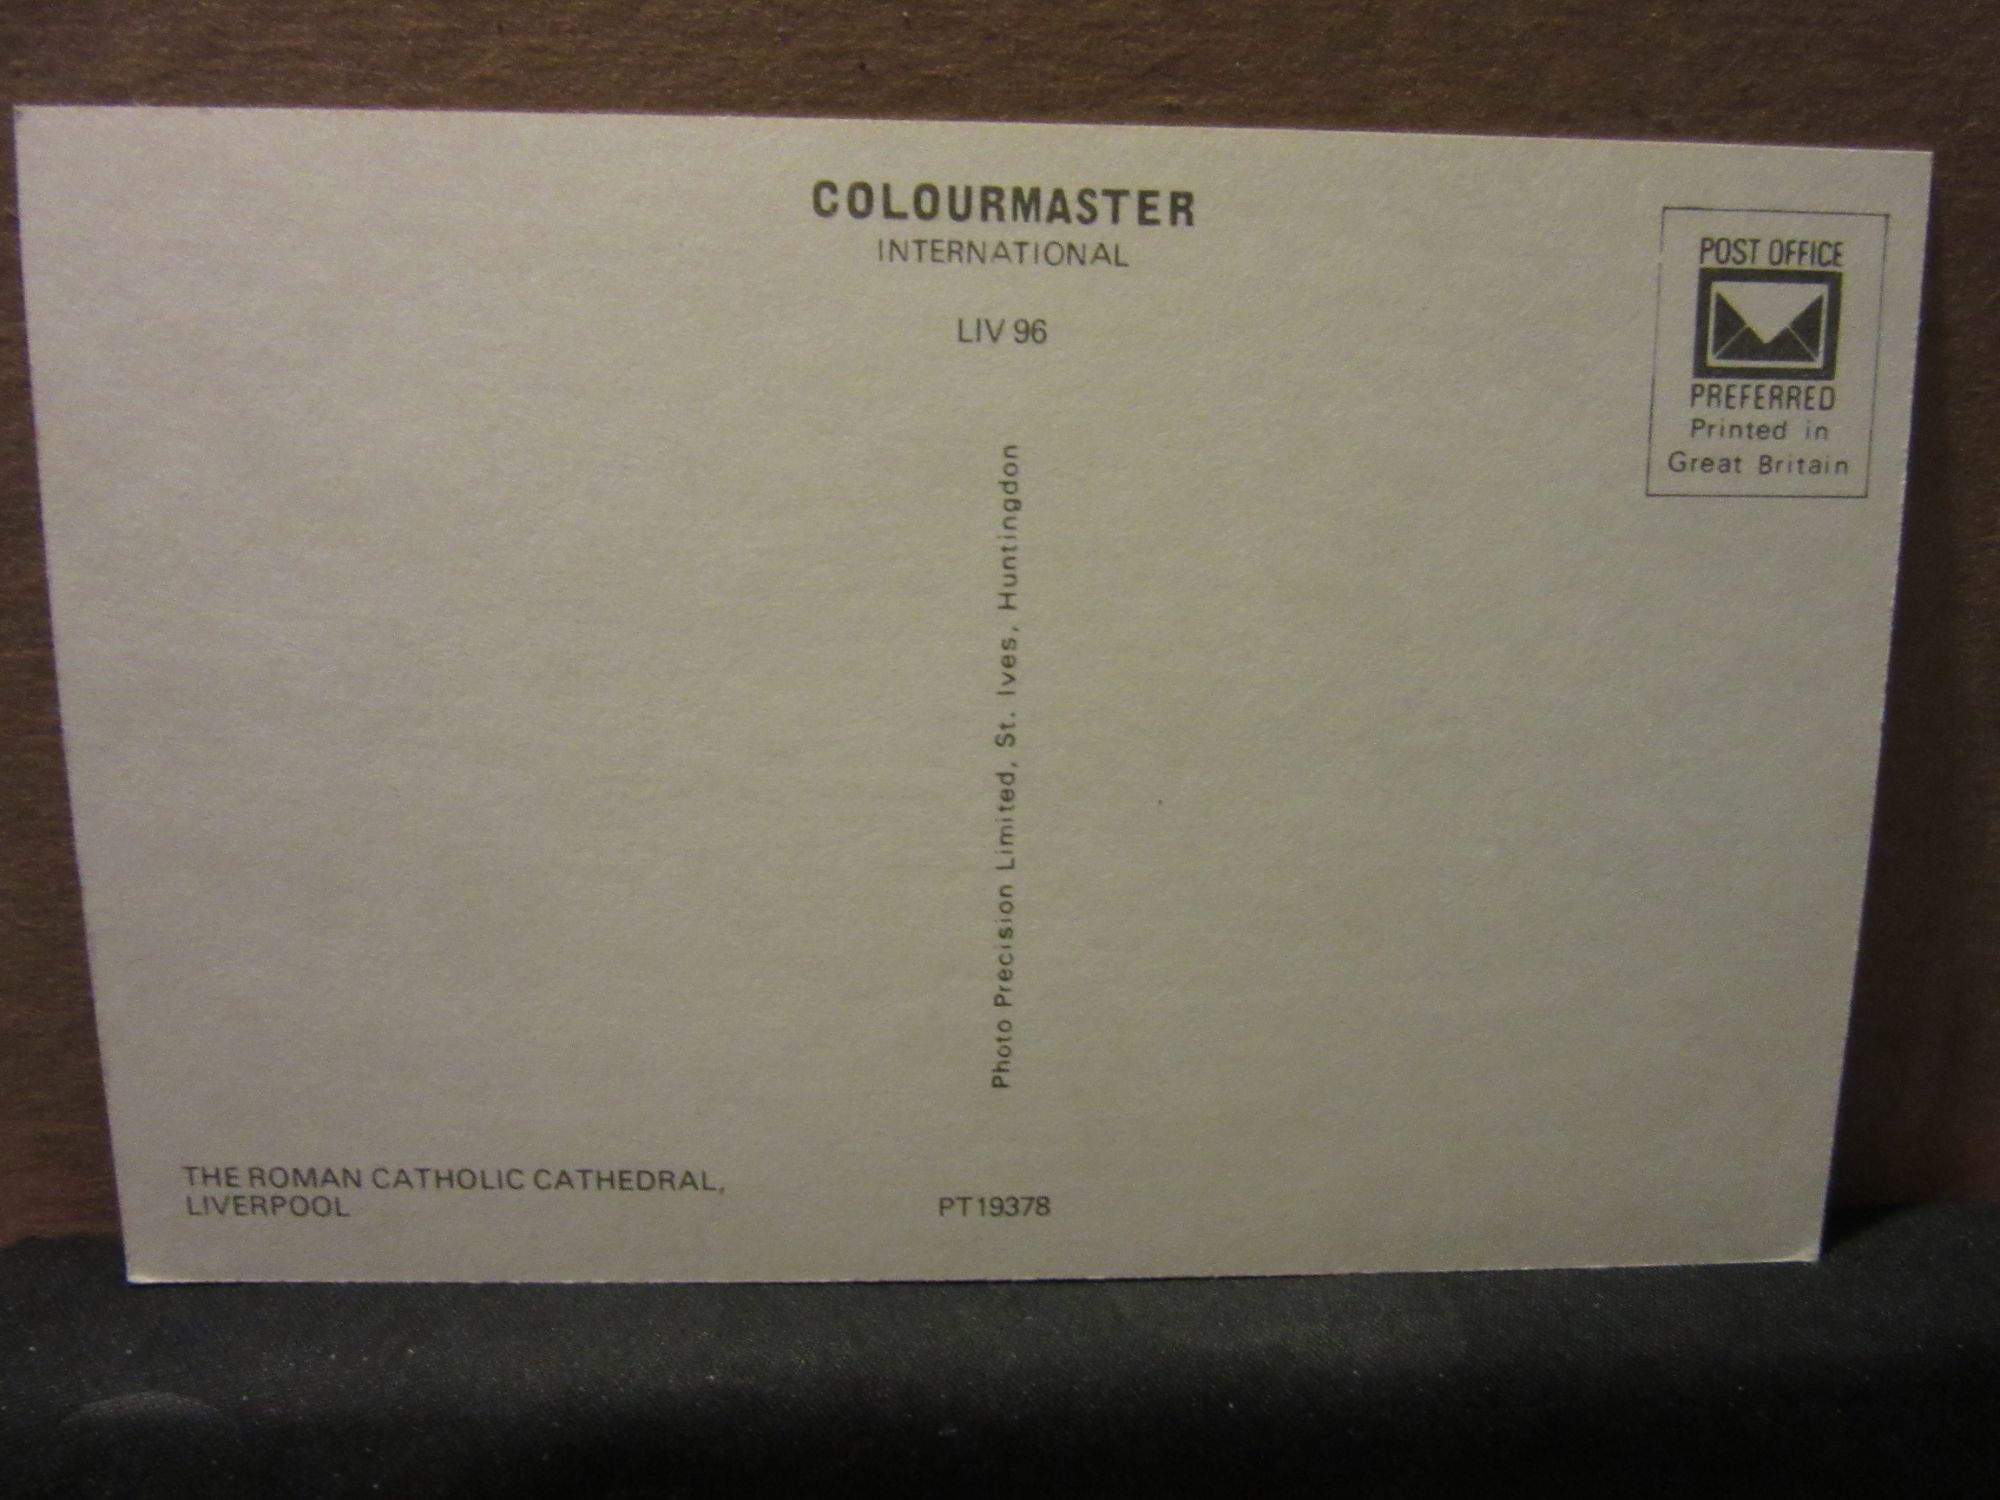 COLOURMASTER
INTERNATIONAL
LIV 96
POST OFFICE
PREFERRED
Printed in
Great Britain
Photo Precision Limited, St. Ives, Huntingdon
THE ROMAN CATHOLIC CATHEDRAL,
LIVERPOOL
PT19378